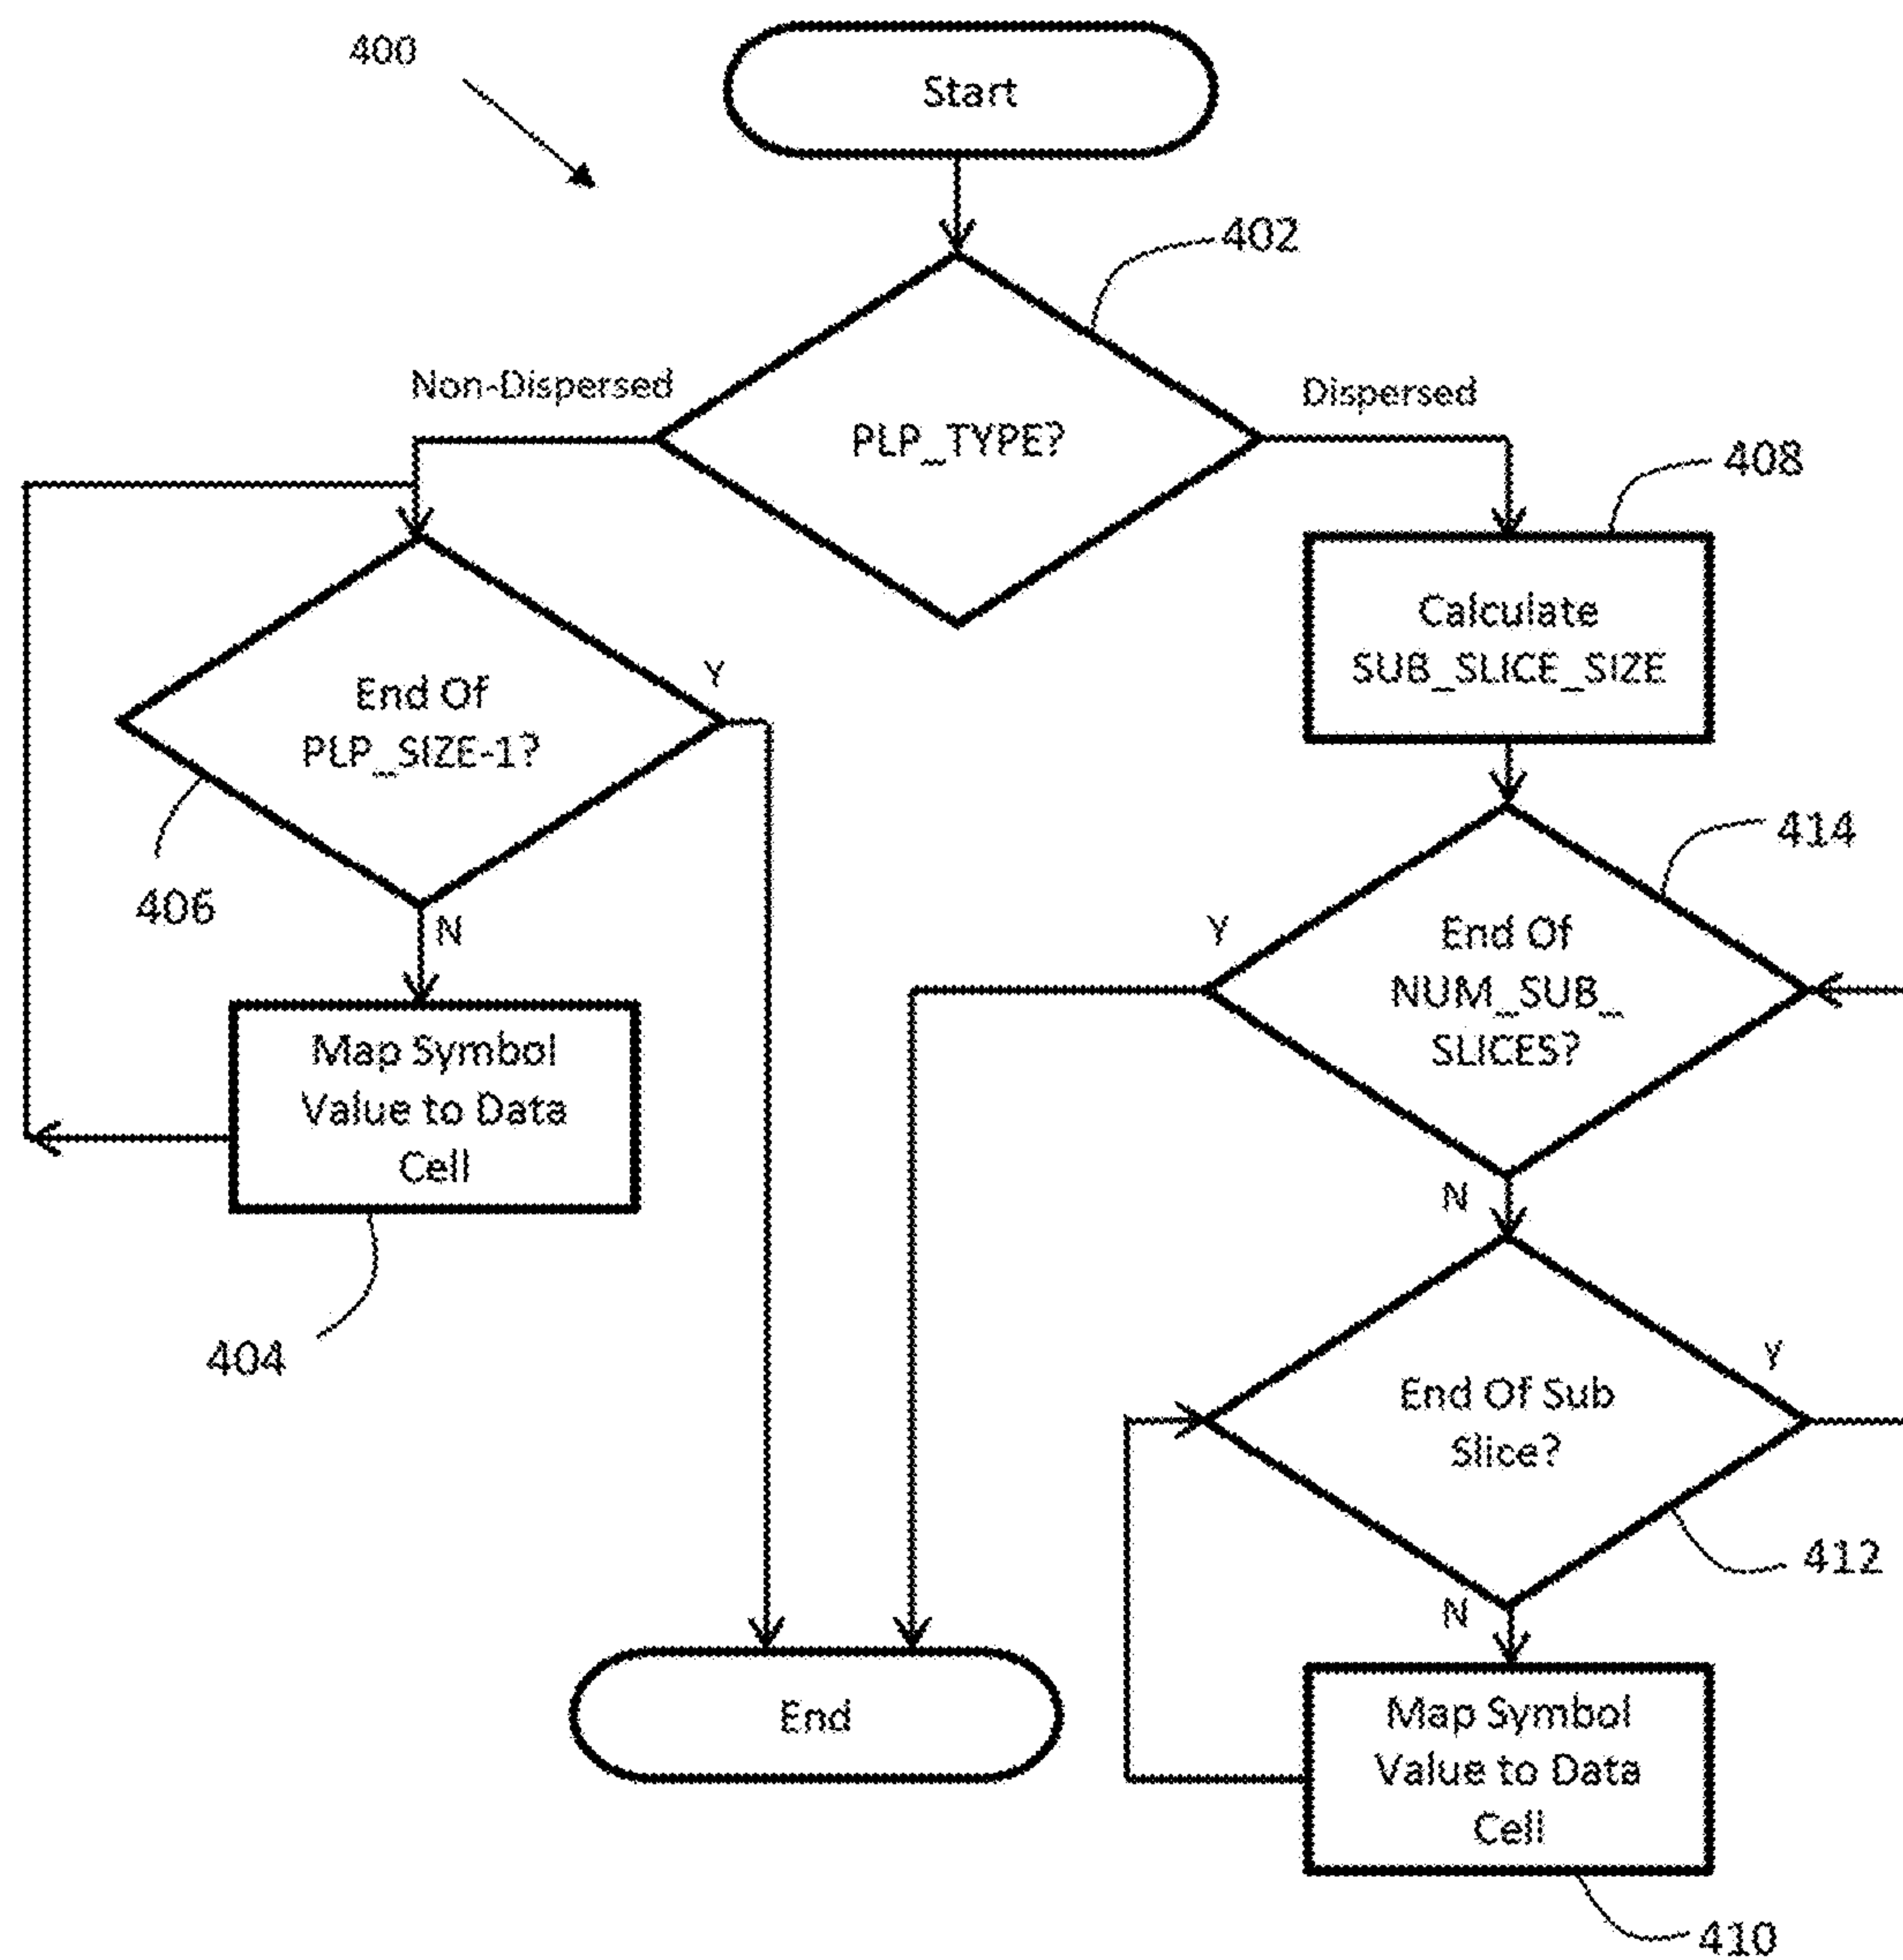 400
Start
402
Non-Dispersed
Dispersed
PLP_TYPE?
408
Calculate
SUB_SLICE_SIZE
Y
End Of
PLP_SIZE-1?
406
N
414
Y
End Of
NUM_SUB_
SLICES?
Map Symbol
Value to Data
Cell
404
N
Y
End Of Sub
Slice?
412
N
End
Map Symbol
Value to Data
Cell
410